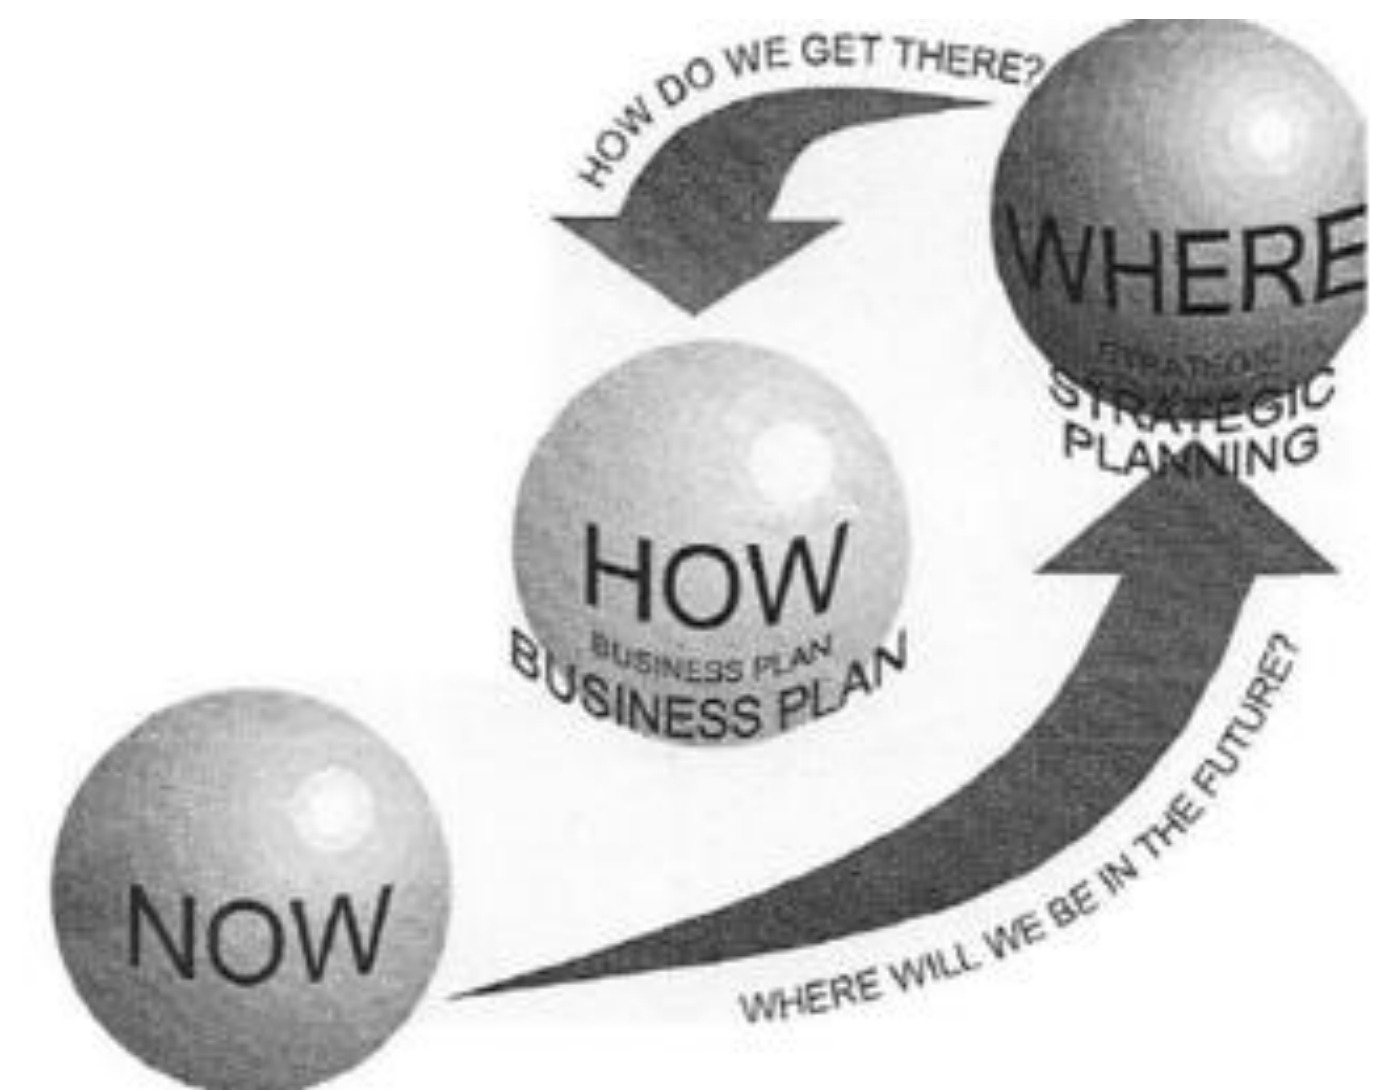 HOW DO WE GET THERE?
WHERE
STRATEGIC
STRATEGIC
PLANNING
HOW
BUSINESS PLAN
BUSINESS PLAN
NOW
WHERE WILL WE BE IN THE FUTURE?